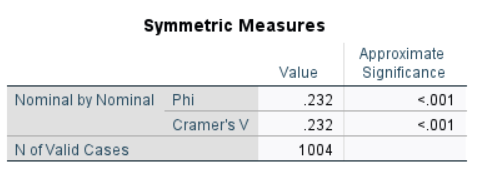 Symmetric Measures
Value Approximate Significance
Nominal by Nominal Phi .232 <.001
Cramer's V .232 <.001
N of Valid Cases 1004